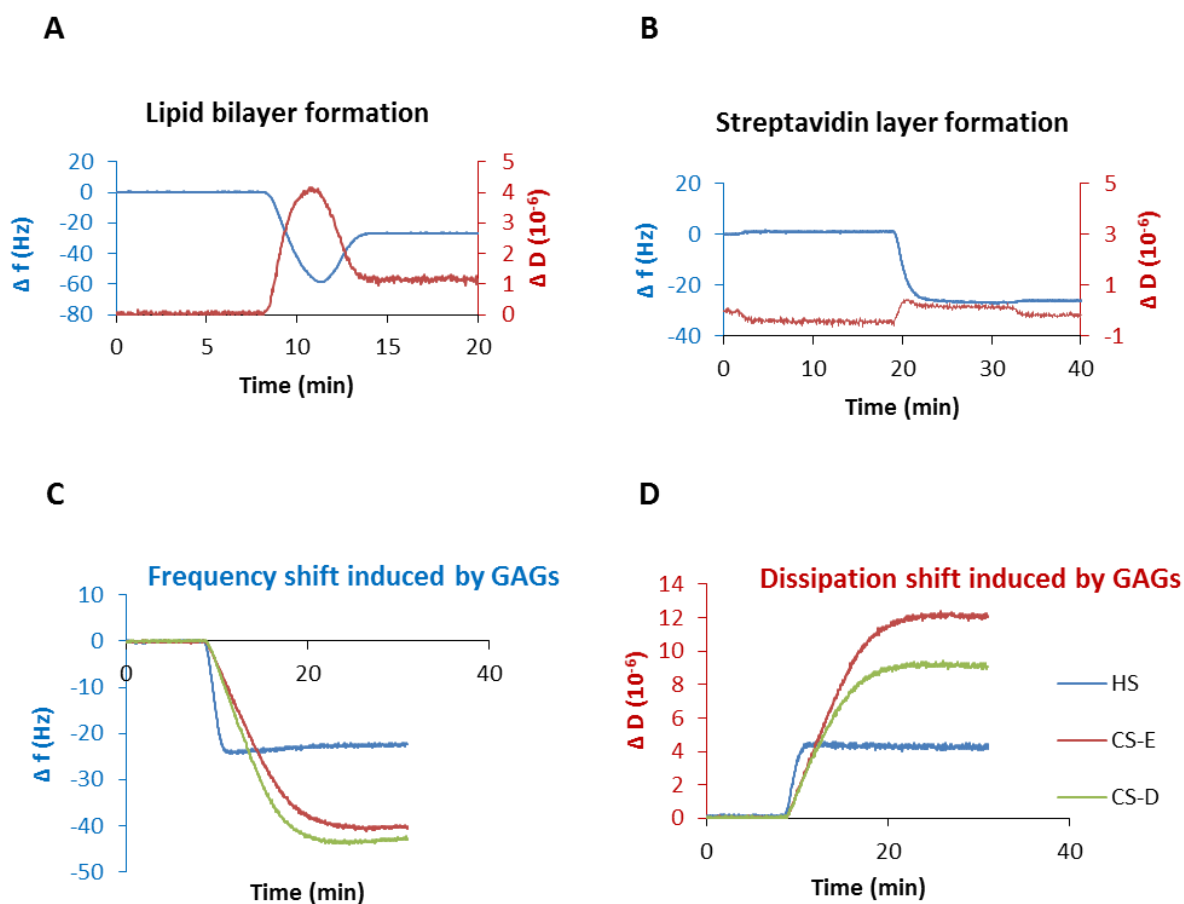 A
Lipid bilayer formation
20
0
-20
-40
-60
-80
Δ f (Hz)
5
4
3
2
1
0
Δ D (10⁻⁶)
0 5 10 15 20
Time (min)
B
Streptavidin layer formation
20
0
-20
-40
Δ f (Hz)
5
3
1
-1
Δ D (10⁻⁶)
0 10 20 30 40
Time (min)
C
Frequency shift induced by GAGs
10
0
-10
-20
-30
-40
-50
Δ f (Hz)
0 20 40
Time (min)
D
Dissipation shift induced by GAGs
14
12
10
8
6
4
2
0
Δ D (10⁻⁶)
0 20 40
Time (min)
HS
CS-E
CS-D